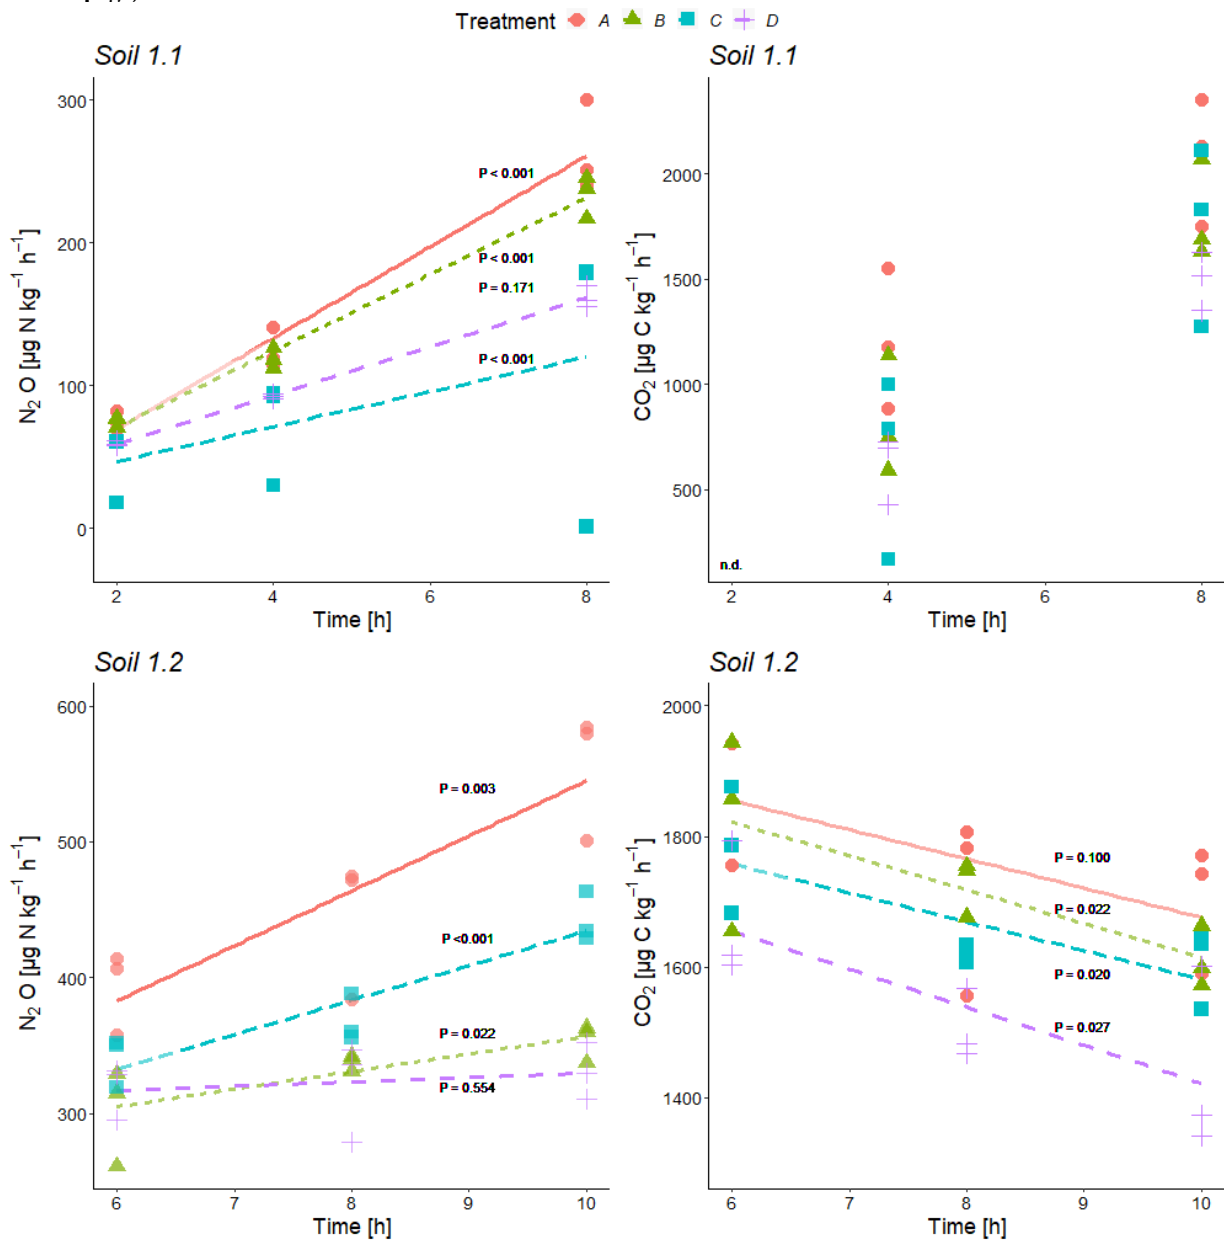 Treatment A B C D
Soil 1.1
300
200
100
0
N₂ O [µg N kg⁻¹ h⁻¹]
P < 0.001
P < 0.001
P = 0.171
P < 0.001
2 4 6 8
Time [h]
Soil 1.1
2000
1500
1000
500
CO₂ [µg C kg⁻¹ h⁻¹]
n.d.
2 4 6 8
Time [h]
Soil 1.2
600
500
400
300
N₂ O [µg N kg⁻¹ h⁻¹]
P = 0.003
P <0.001
P = 0.022
P = 0.554
6 7 8 9 10
Time [h]
Soil 1.2
2000
1800
1600
1400
CO₂ [µg C kg⁻¹ h⁻¹]
P = 0.100
P = 0.022
P = 0.020
P = 0.027
6 7 8 9 10
Time [h]